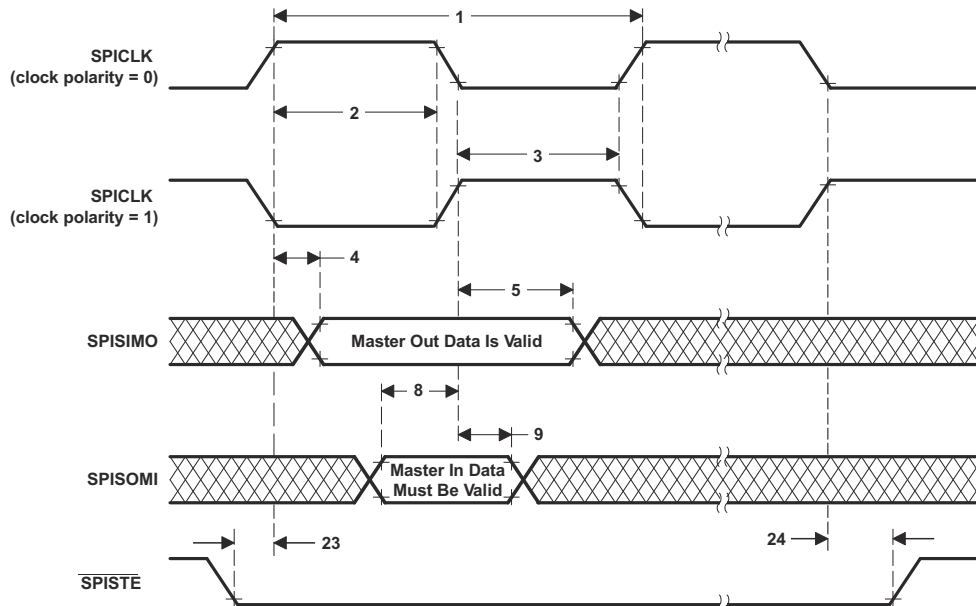 1
SPICLK
(clock polarity = 0)
2
3
SPICLK
(clock polarity = 1)
4
5
SPISIMO
Master Out Data Is Valid
8
9
SPISOMI
Master In Data
Must Be Valid
23
24
SPISTE